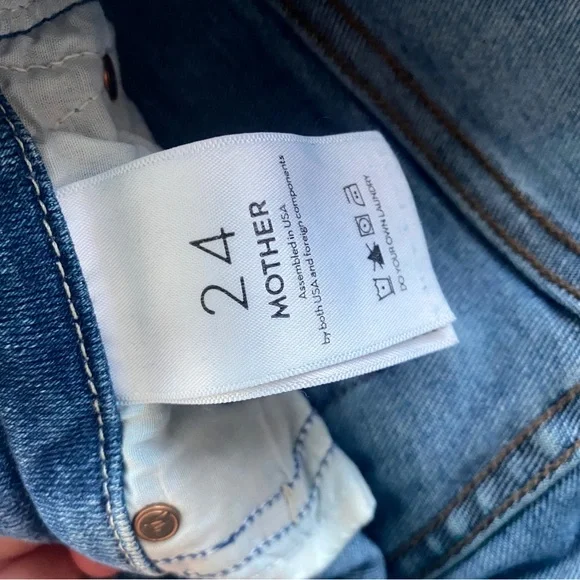 24
MOTHER
Assembled in USA
by both USA and foreign components
DO YOUR OWN LAUNDRY